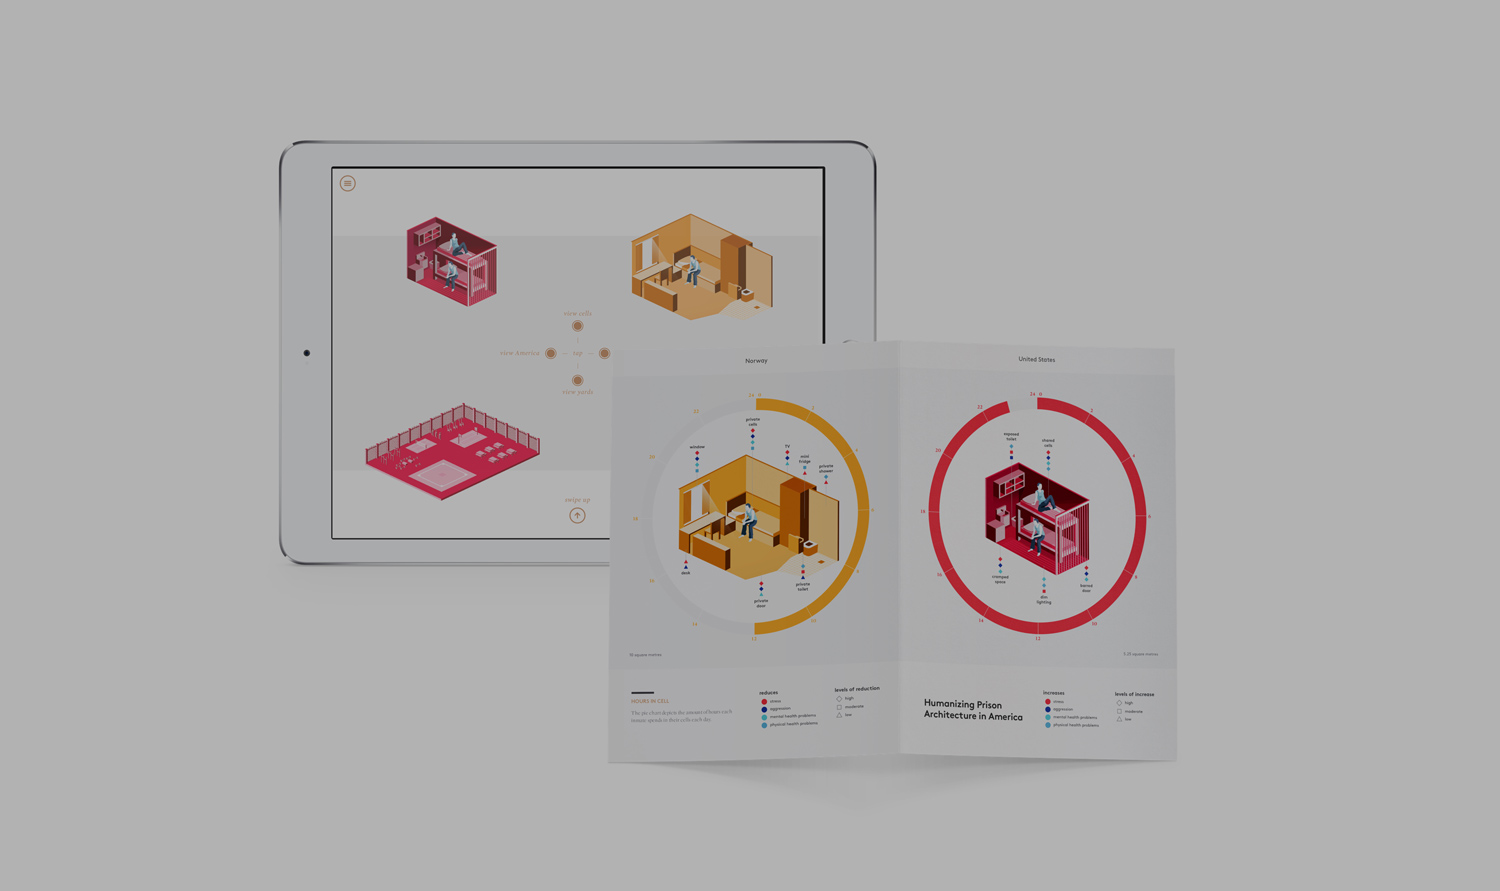 view cells
view America
tap
view yards
swipe up
Norway
24 0
2
4
6
8
10
12
14
16
18
20
22
private
cells
window
tv
mini
fridge
private
shower
desk
private
door
private
toilet
10 square metres
HOURS IN CELL
The pie chart depicts the amount of hours each
inmate spends in their cells each day.
reduces
stress
aggression
mental health problems
physical health problems
levels of reduction
high
moderate
low
United States
24 0
2
4
6
8
10
12
14
16
18
20
22
exposed
toilet
shared
cells
cramped
space
dim
lighting
barred
door
Humanizing Prison
Architecture in America
increases
stress
aggression
mental health problems
physical health problems
levels of increase
high
moderate
low